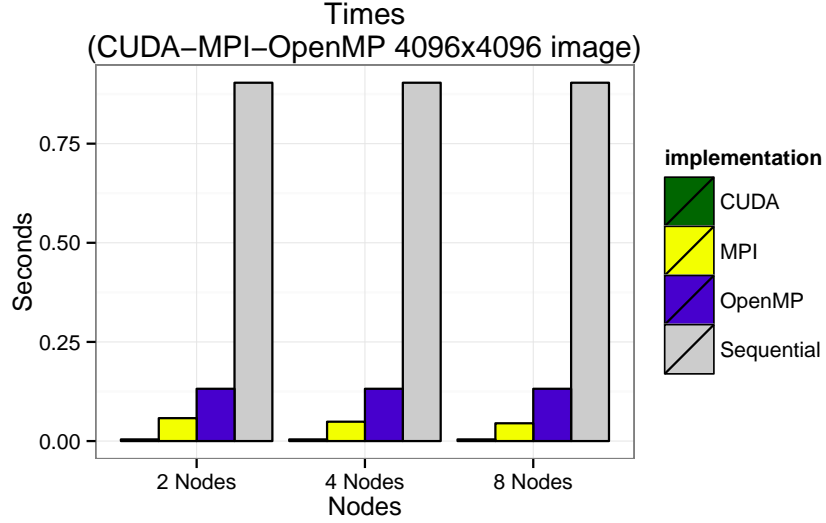 Times
(CUDA−MPI−OpenMP 4096x4096 image)
Seconds
0.75
0.50
0.25
0.00
2 Nodes
4 Nodes
8 Nodes
Nodes
implementation
CUDA
MPI
OpenMP
Sequential